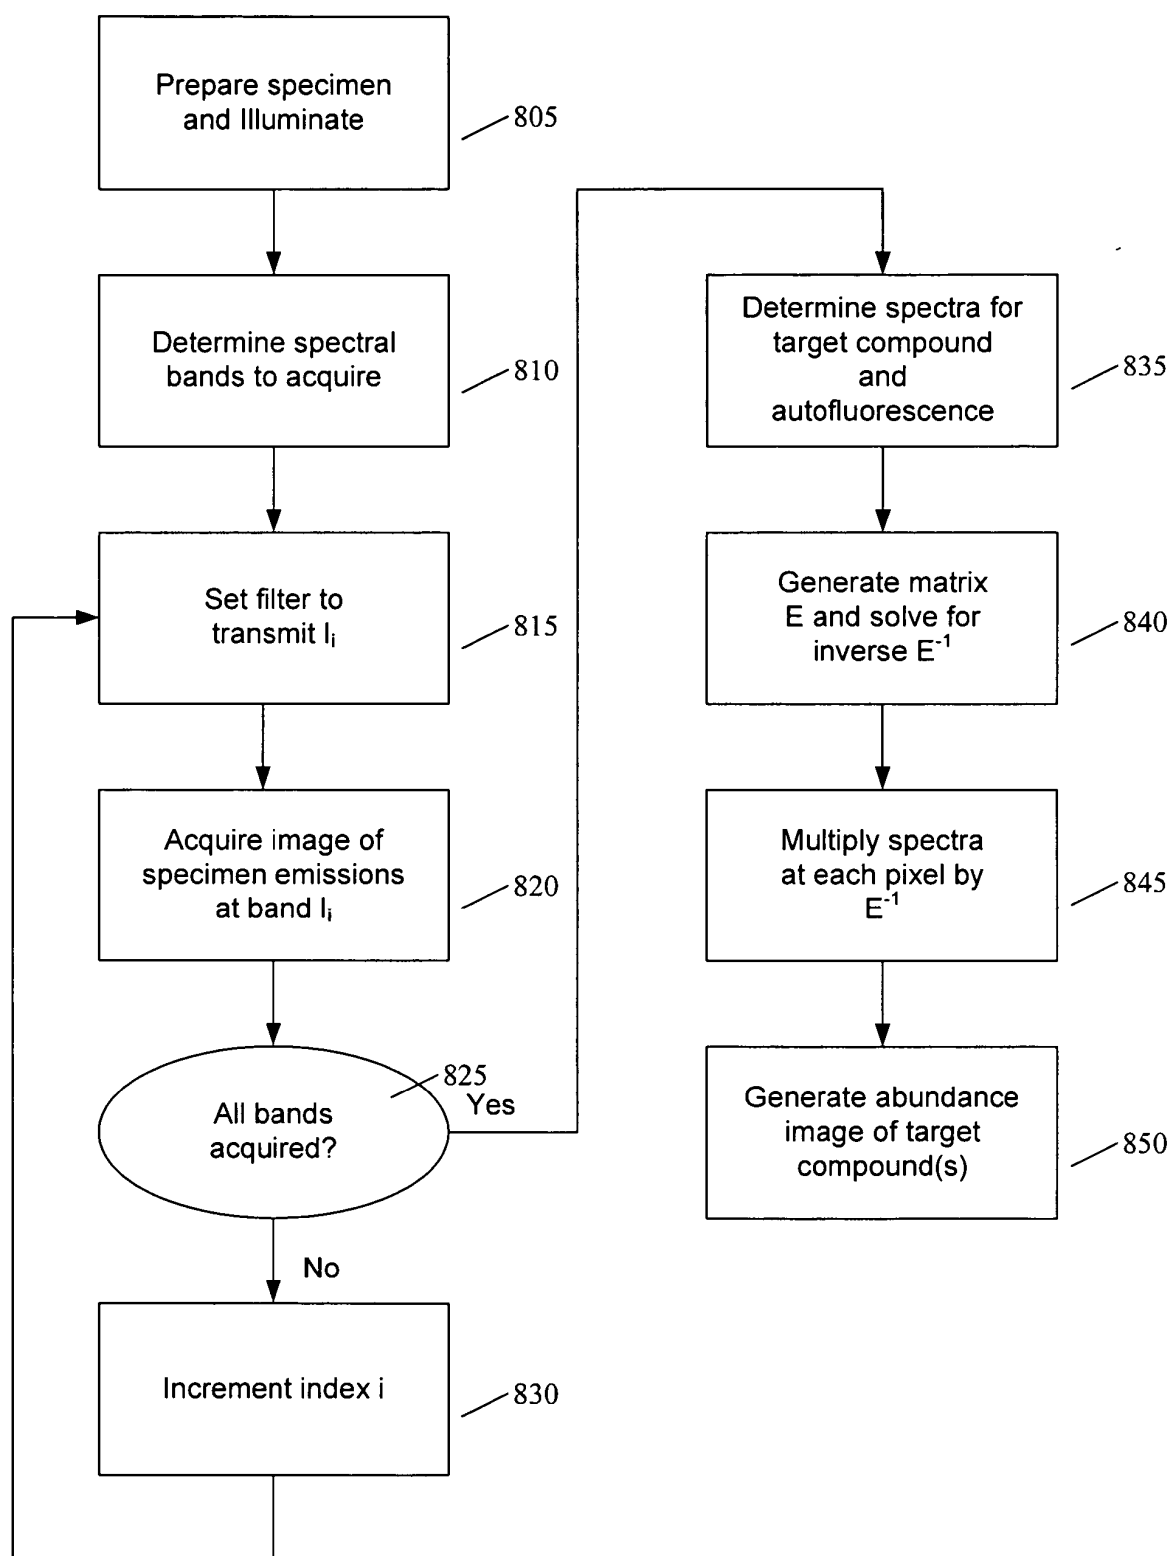 Prepare specimen
and Illuminate
805
Determine spectral
bands to acquire
810
Set filter to
transmit Iᵢ
815
Acquire image of
specimen emissions
at band Iᵢ
820
All bands
acquired?
825
Yes
No
Increment index i
830
Determine spectra for
target compound
and
autofluorescence
835
Generate matrix
E and solve for
inverse E⁻¹
840
Multiply spectra
at each pixel by
E⁻¹
845
Generate abundance
image of target
compound(s)
850